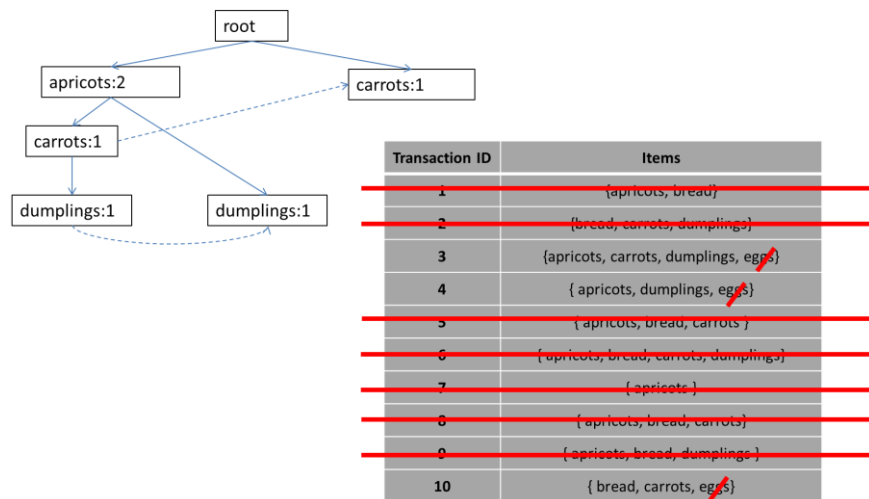 root
apricots:2
carrots:1
carrots:1
dumplings:1
dumplings:1
Transaction ID Items
1 {apricots, bread}
2 {bread, carrots, dumplings}
3 {apricots, carrots, dumplings, eggs}
4 { apricots, dumplings, eggs}
5 { apricots, bread, carrots }
6 { apricots, bread, carrots, dumplings}
7 { apricots }
8 { apricots, bread, carrots}
9 { apricots, bread, dumplings }
10 { bread, carrots, eggs}